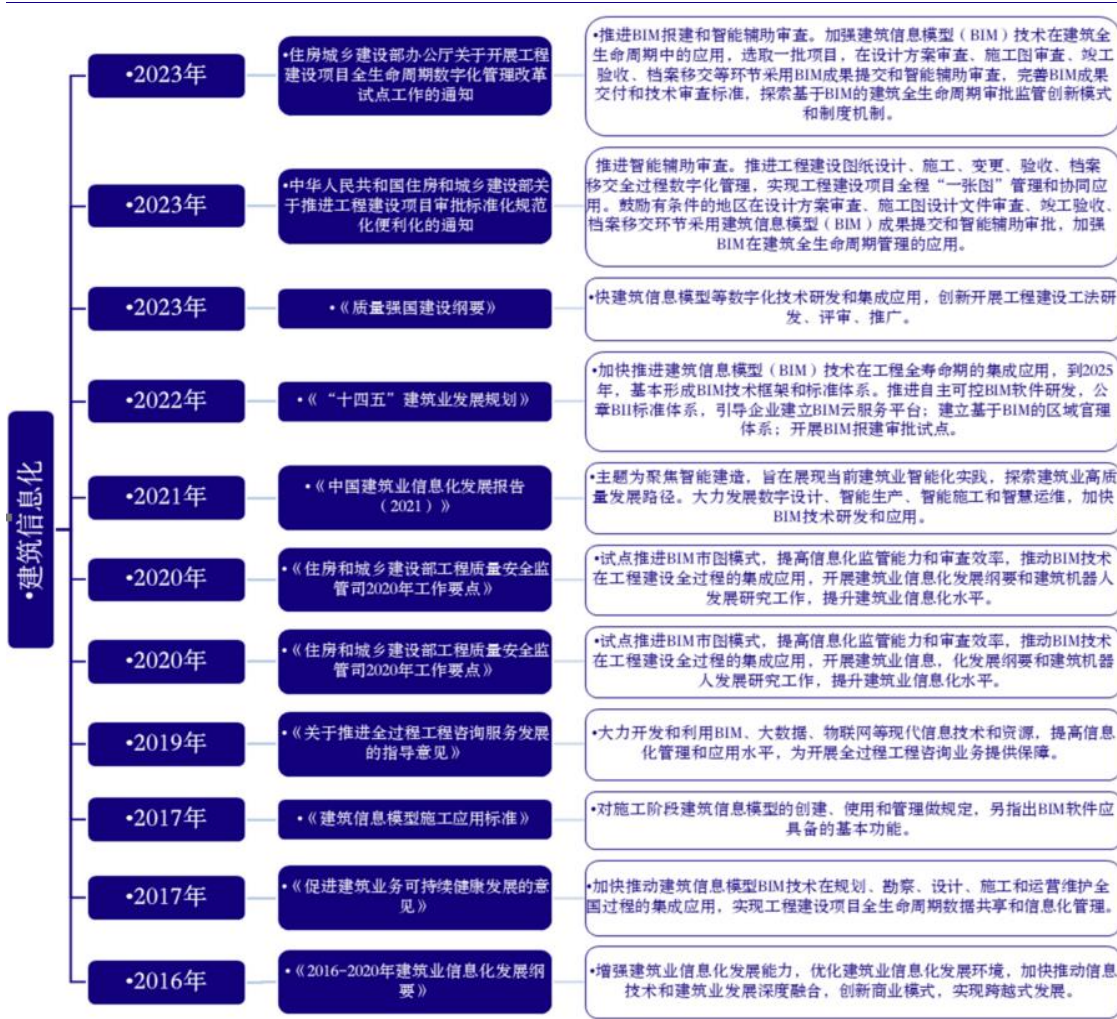 •建筑信息化
•2023年
•住房城乡建设部办公厅关于开展工程
建设项目全生命周期数字化管理改革
试点工作的通知
•推进BIM报建和智能辅助审查。加强建筑信息模型（BIM）技术在建筑全
生命周期中的应用，选取一批项目，在设计方案审查、施工图审查、竣工
验收、档案移交等环节采用BIM成果提交和智能辅助审查，完善BIM成果
交付和技术审查标准，探索基于BIM的建筑全生命周期审批监管创新模式
和制度机制。
•2023年
•中华人民共和国住房和城乡建设部关
于推进工程建设项目审批标准化规范
化便利化的通知
推进智能辅助审查。推进工程建设图纸设计、施工、变更、验收、档案
移交全过程数字化管理，实现工程建设项目全程“一张图”管理和协同应
用。鼓励有条件的地区在设计方案审查、施工图设计文件审查、竣工验收、
档案移交环节采用建筑信息模型（BIM）成果提交和智能辅助审批，加强
BIM在建筑全生命周期管理的应用。
•2023年
•《质量强国建设纲要》
•快建筑信息模型等数字化技术研发和集成应用，创新开展工程建设工法研
发、评审、推广。
•2022年
•《“十四五”建筑业发展规划》
•加快推进建筑信息模型（BIM）技术在工程全寿命期的集成应用，到2025
年，基本形成BIM技术框架和标准体系。推进自主可控BIM软件研发，公
章BII标准体系，引导企业建立BIM云服务平台；建立基于BIM的区域官理
体系；开展BIM报建审批试点。
•2021年
•《中国建筑业信息化发展报告
（2021）》
•主题为聚焦智能建造，旨在展现当前建筑业智能化实践，探索建筑业高质
量发展路径。大力发展数字设计、智能生产、智能施工和智慧运维，加快
BIM技术研发和应用。
•2020年
•《住房和城乡建设部工程质量安全监
管司2020年工作要点》
•试点推进BIM市图模式，提高信息化监管能力和审查效率，推动BIM技术
在工程建设全过程的集成应用，开展建筑业信息化发展纲要和建筑机器人
发展研究工作，提升建筑业信息化水平。
•2020年
•《住房和城乡建设部工程质量安全监
管司2020年工作要点》
•试点推进BIM市图模式，提高信息化监管能力和审查效率，推动BIM技术
在工程建设全过程的集成应用，开展建筑业信息，化发展纲要和建筑机器
人发展研究工作，提升建筑业信息化水平。
•2019年
•《关于推进全过程工程咨询服务发展
的指导意见》
•大力开发和利用BIM、大数据、物联网等现代信息技术和资源，提高信息
化管理和应用水平，为开展全过程工程咨询业务提供保障。
•2017年
•《建筑信息模型施工应用标准》
•对施工阶段建筑信息模型的创建、使用和管理做规定，另指出BIM软件应
具备的基本功能。
•2017年
•《促进建筑业务可持续健康发展的意
见》
•加快推动建筑信息模型BIM技术在规划、勘察、设计、施工和运营维护全
国过程的集成应用，实现工程建设项目全生命周期数据共享和信息化管理。
•2016年
•《2016-2020年建筑业信息化发展纲
要》
•增强建筑业信息化发展能力，优化建筑业信息化发展环境，加快推动信息
技术和建筑业发展深度融合，创新商业模式，实现跨越式发展。